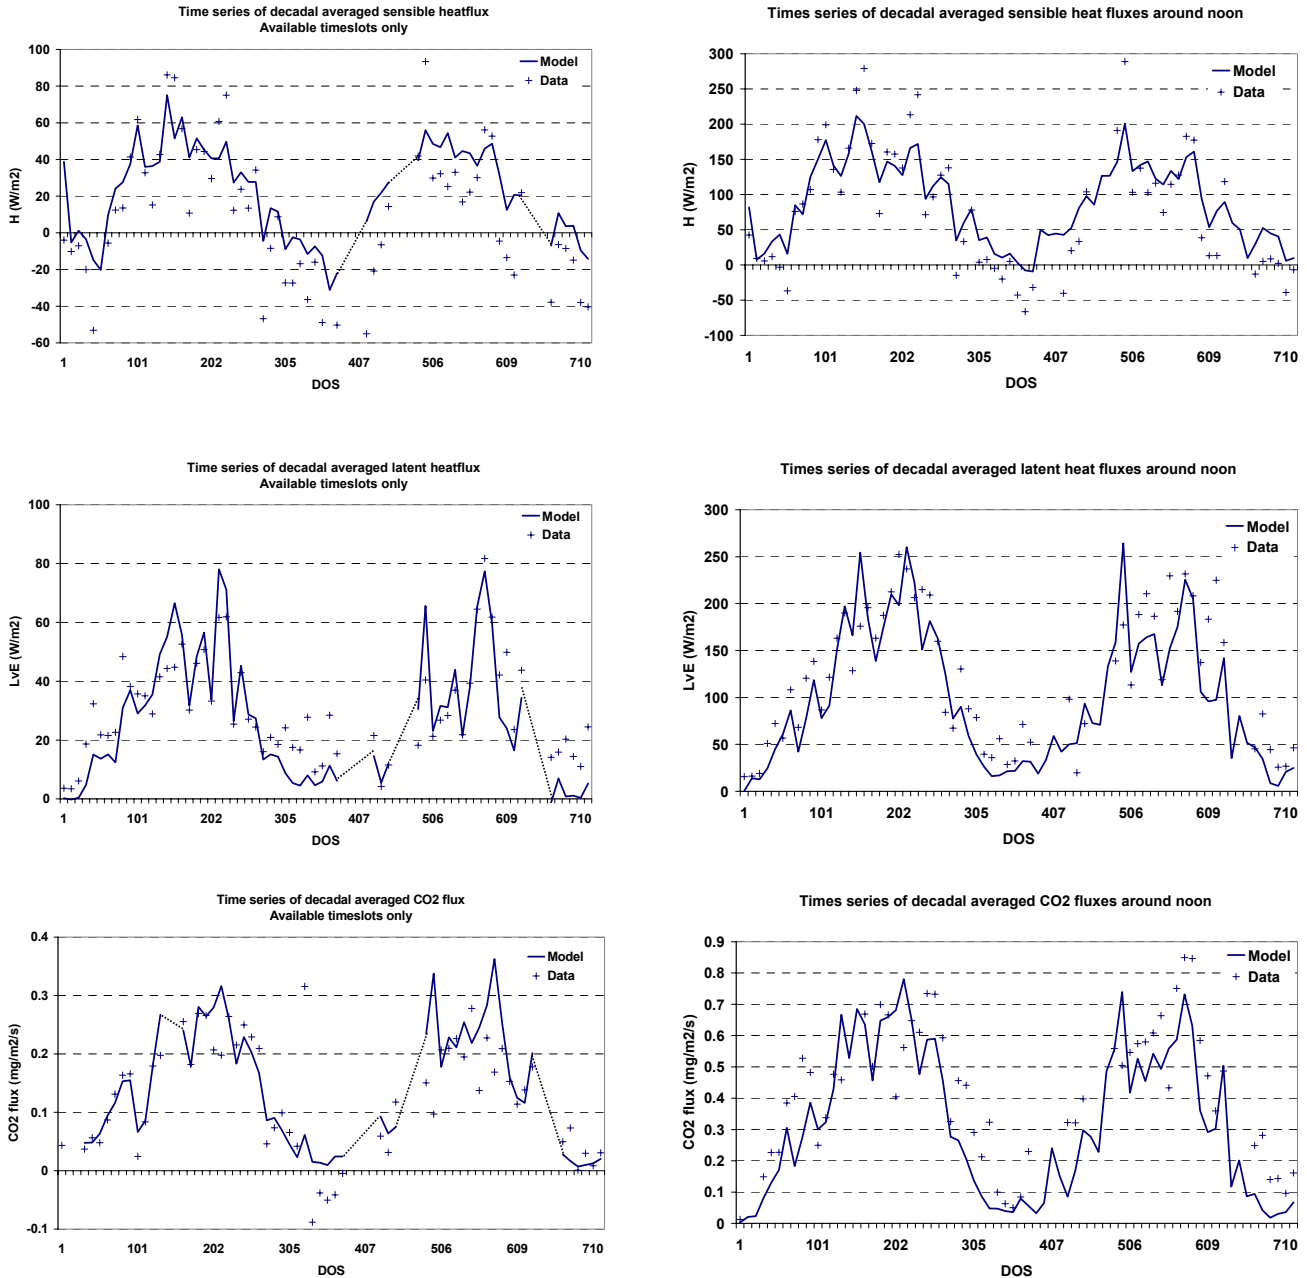 Time series of decadal averaged sensible heatflux
Available timeslots only
100
80
60
40
20
0
-20
-40
-60
H (W/m2)
Model
Data
1 101 202 305 407 506 609 710
DOS
Times series of decadal averaged sensible heat fluxes around noon
300
250
200
150
100
50
0
-50
-100
H (W/m2)
Model
Data
1 101 202 305 407 506 609 710
DOS
Time series of decadal averaged latent heatflux
Available timeslots only
100
80
60
40
20
0
LvE (W/m2)
Model
Data
1 101 202 305 407 506 609 710
DOS
Times series of decadal averaged latent heat fluxes around noon
300
250
200
150
100
50
0
LvE (W/m2)
Model
Data
1 101 202 305 407 506 609 710
DOS
Time series of decadal averaged CO2 flux
Available timeslots only
0.4
0.3
0.2
0.1
0
-0.1
CO2 flux (mg/m2/s)
Model
Data
1 101 202 305 407 506 609 710
DOS
Times series of decadal averaged CO2 fluxes around noon
0.9
0.8
0.7
0.6
0.5
0.4
0.3
0.2
0.1
0
CO2 flux (mg/m2/s)
Model
Data
1 101 202 305 407 506 609 710
DOS